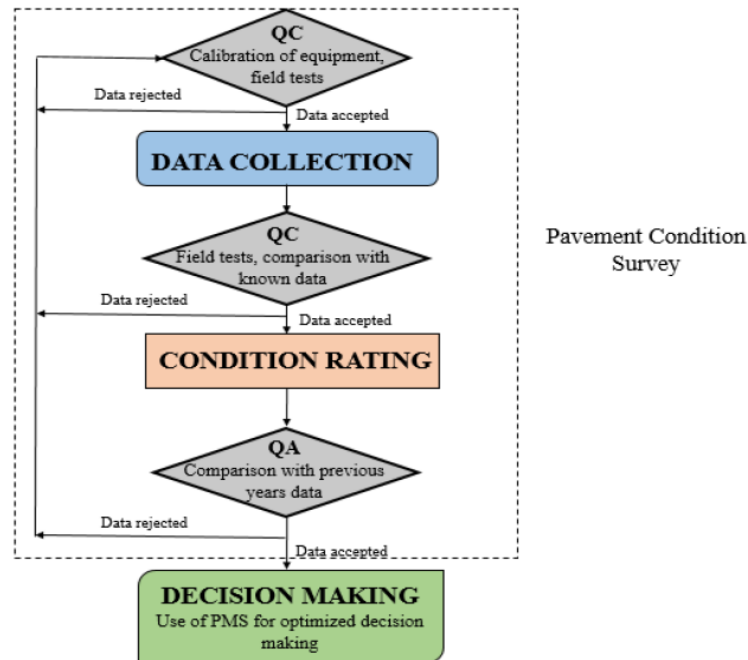 QC
Calibration of equipment,
field tests
Data rejected
Data accepted
DATA COLLECTION
QC
Field tests, comparison with
known data
Pavement Condition
Survey
Data rejected
Data accepted
CONDITION RATING
QA
Comparison with previous
years data
Data rejected
Data accepted
DECISION MAKING
Use of PMS for optimized decision
making